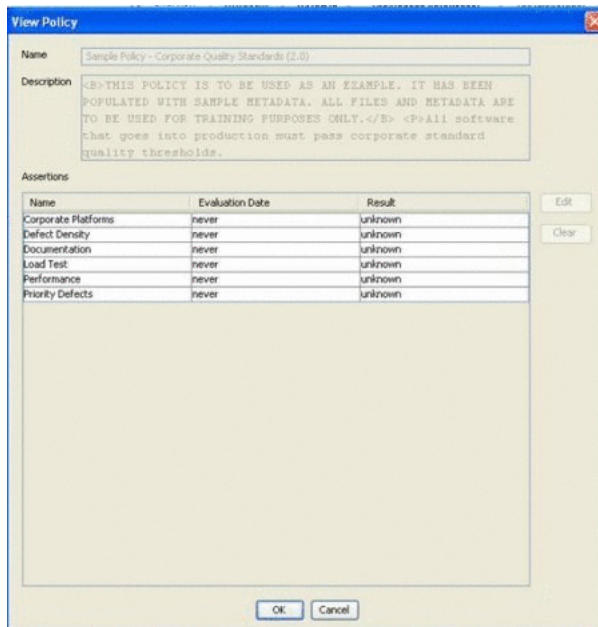 View Policy
Name Sample Policy - Corporate Quality Standards (2.0)
Description <B>THIS POLICY IS TO BE USED AS AN EXAMPLE. IT HAS BEEN
POPULATED WITH SAMPLE METADATA. ALL FILES AND METADATA ARE
TO BE USED FOR TRAINING PURPOSES ONLY.</B> <P>All software
that goes into production must pass corporate standard
quality thresholds.
Assertions
Name Evaluation Date Result
Edit
Corporate Platforms never unknown
Defect Density never unknown
Clear
Documentation never unknown
Load Test never unknown
Performance never unknown
Priority Defects never unknown
OK Cancel